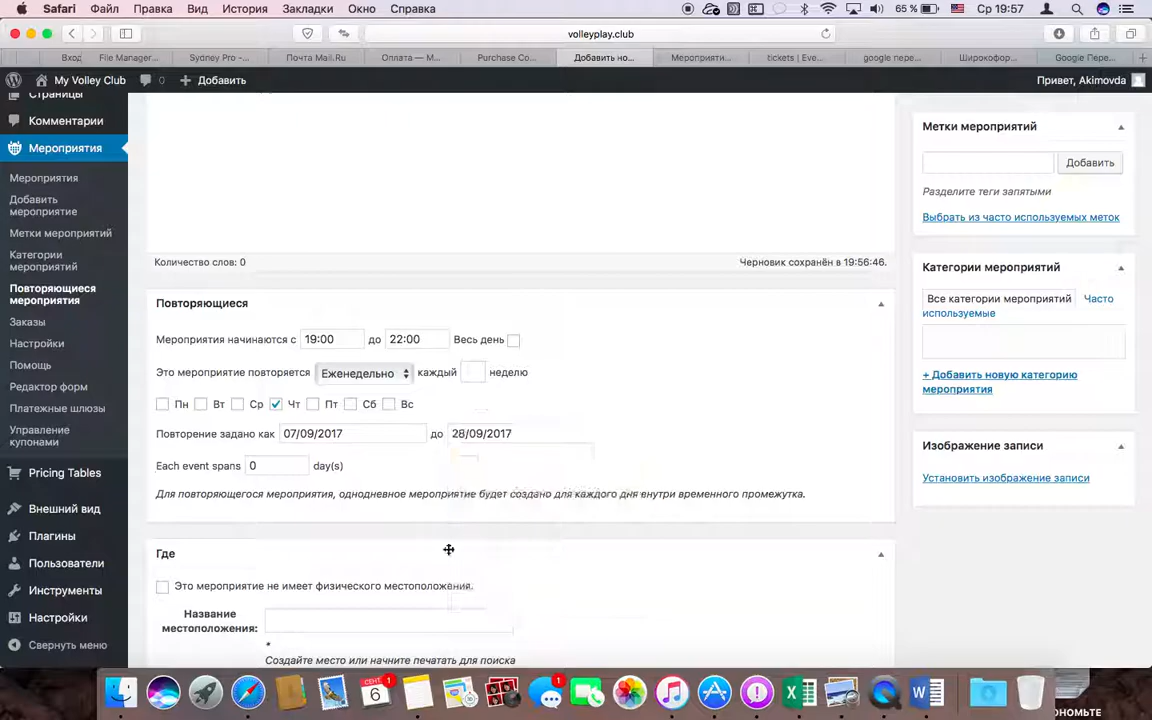 Safari Файл Правка Вид История Закладки Окно Справка 65 % Ср 19:57
volleyplay.club
Вход File Manager... Sydney Pro -... Почта Mail.Ru Оплата — М... Purchase Co... Добавить но... Мероприяти... tickets | Eve... google пере... Широкофор... Google Пере...
My Volley Club 0 Добавить Привет, Akimovda
Страницы
Комментарии
Мероприятия
Мероприятия
Добавить
мероприятие
Метки мероприятий
Категории
мероприятий
Повторяющиеся
мероприятия
Заказы
Настройки
Помощь
Редактор форм
Платежные шлюзы
Управление
купонами
Pricing Tables
Внешний вид
Плагины
Пользователи
Инструменты
Настройки
Свернуть меню
Количество слов: 0 Черновик сохранён в 19:56:46.
Повторяющиеся
Мероприятия начинаются с 19:00 до 22:00 Весь день
Это мероприятие повторяется Еженедельно каждый неделю
Пн Вт Ср Чт Пт Сб Вс
Повторение задано как 07/09/2017 до 28/09/2017
Each event spans 0 day(s)
Для повторяющегося мероприятия, однодневное мероприятие будет создано для каждого дня внутри временного промежутка.
Где
Это мероприятие не имеет физического местоположения.
Название
местоположения:
*
Создайте место или начните печатать для поиска
Метки мероприятий
Добавить
Разделите теги запятыми
Выбрать из часто используемых меток
Категории мероприятий
Все категории мероприятий Часто
используемые
+ Добавить новую категорию
мероприятия
Изображение записи
Установить изображение записи
СЕНТ.
6
1
1
ЭКОНОМЬТЕ